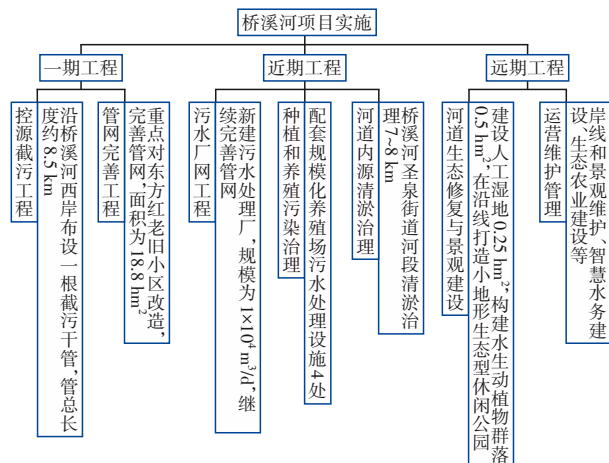 桥溪河项目实施
一期工程
近期工程
远期工程
控源截污工程
沿桥溪河西岸布设一根截污干管，管总长
度约8.5 km
管网完善工程
重点对东方红老旧小区改造，
完善管网，面积为18.8 hm²
污水厂网工程
新建污水处理厂，规模为1×10⁴ m³/d，继
续完善管网
种植和养殖污染治理
配套规模化养殖场污水处理设施4处
河道内源清淤治理
桥溪河圣泉街道河段清淤治
理7~8 km
河道生态修复与景观建设
建设人工湿地0.25 hm²，构建水生动植物群落
0.5 hm²，在沿线打造小地形生态型休闲公园
运营维护管理
岸线和景观维护、智慧水务建
设、生态农业建设等